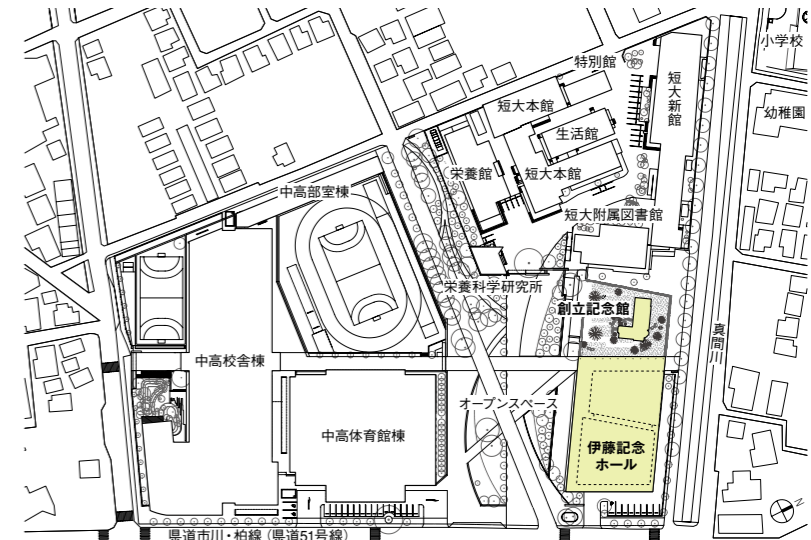 小学校
特別館
短大新館
短大本館
幼稚園
生活館
栄養館
短大本館
中高部室棟
短大附属図書館
栄養科学研究所
創立記念館
真間川
中高校舎棟
オープンスペース
中高体育館棟
伊藤記念
ホール
N
県道市川・柏線（県道51号線）